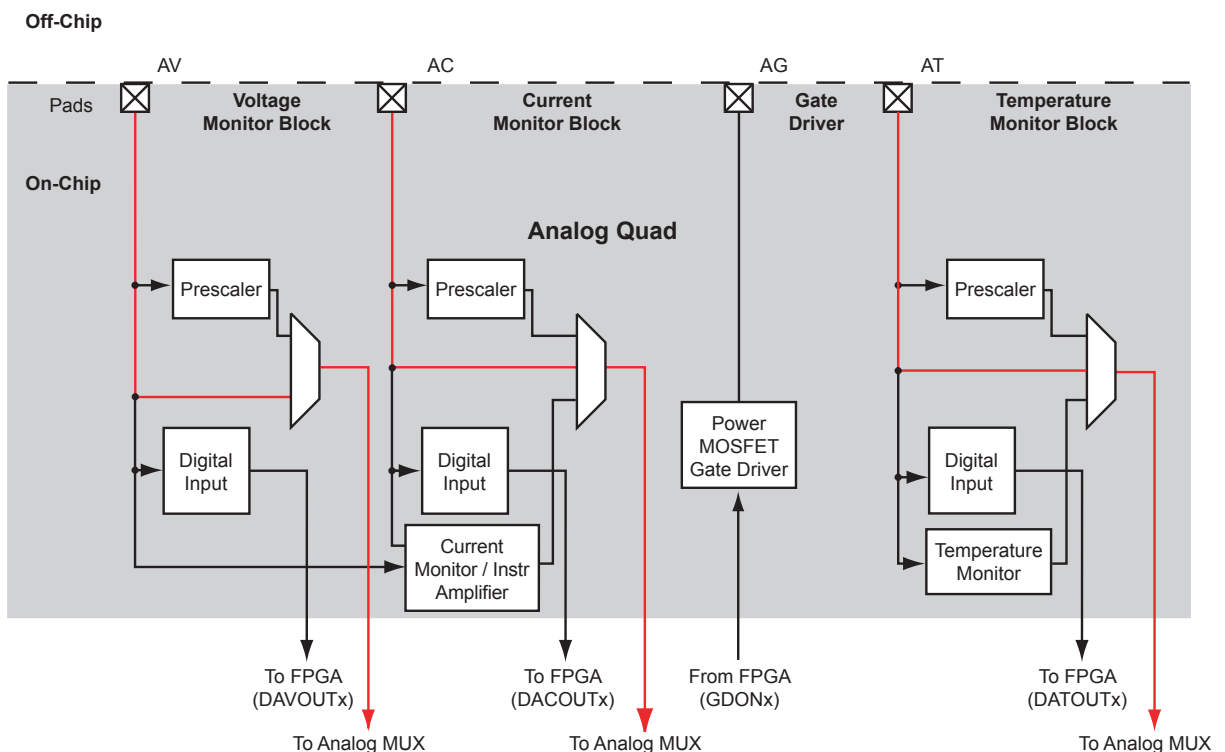 Off-Chip
AV
AC
AG
AT
Pads
Voltage
Monitor Block
Current
Monitor Block
Gate
Driver
Temperature
Monitor Block
On-Chip
Analog Quad
Prescaler
Prescaler
Prescaler
Power
MOSFET
Gate Driver
Digital
Input
Digital
Input
Digital
Input
Current
Monitor / Instr
Amplifier
Temperature
Monitor
To FPGA
(DAVOUTx)
To FPGA
(DACOUTx)
From FPGA
(GDONx)
To FPGA
(DATOUTx)
To Analog MUX
To Analog MUX
To Analog MUX